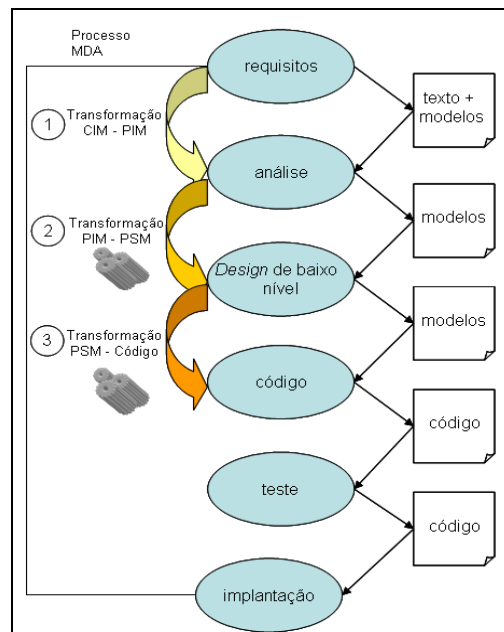 Processo
MDA
requisitos
texto +
modelos
1
Transformação
CIM - PIM
análise
modelos
2
Transformação
PIM - PSM
Design de baixo
nível
modelos
3
Transformação
PSM - Código
código
código
teste
código
implantação